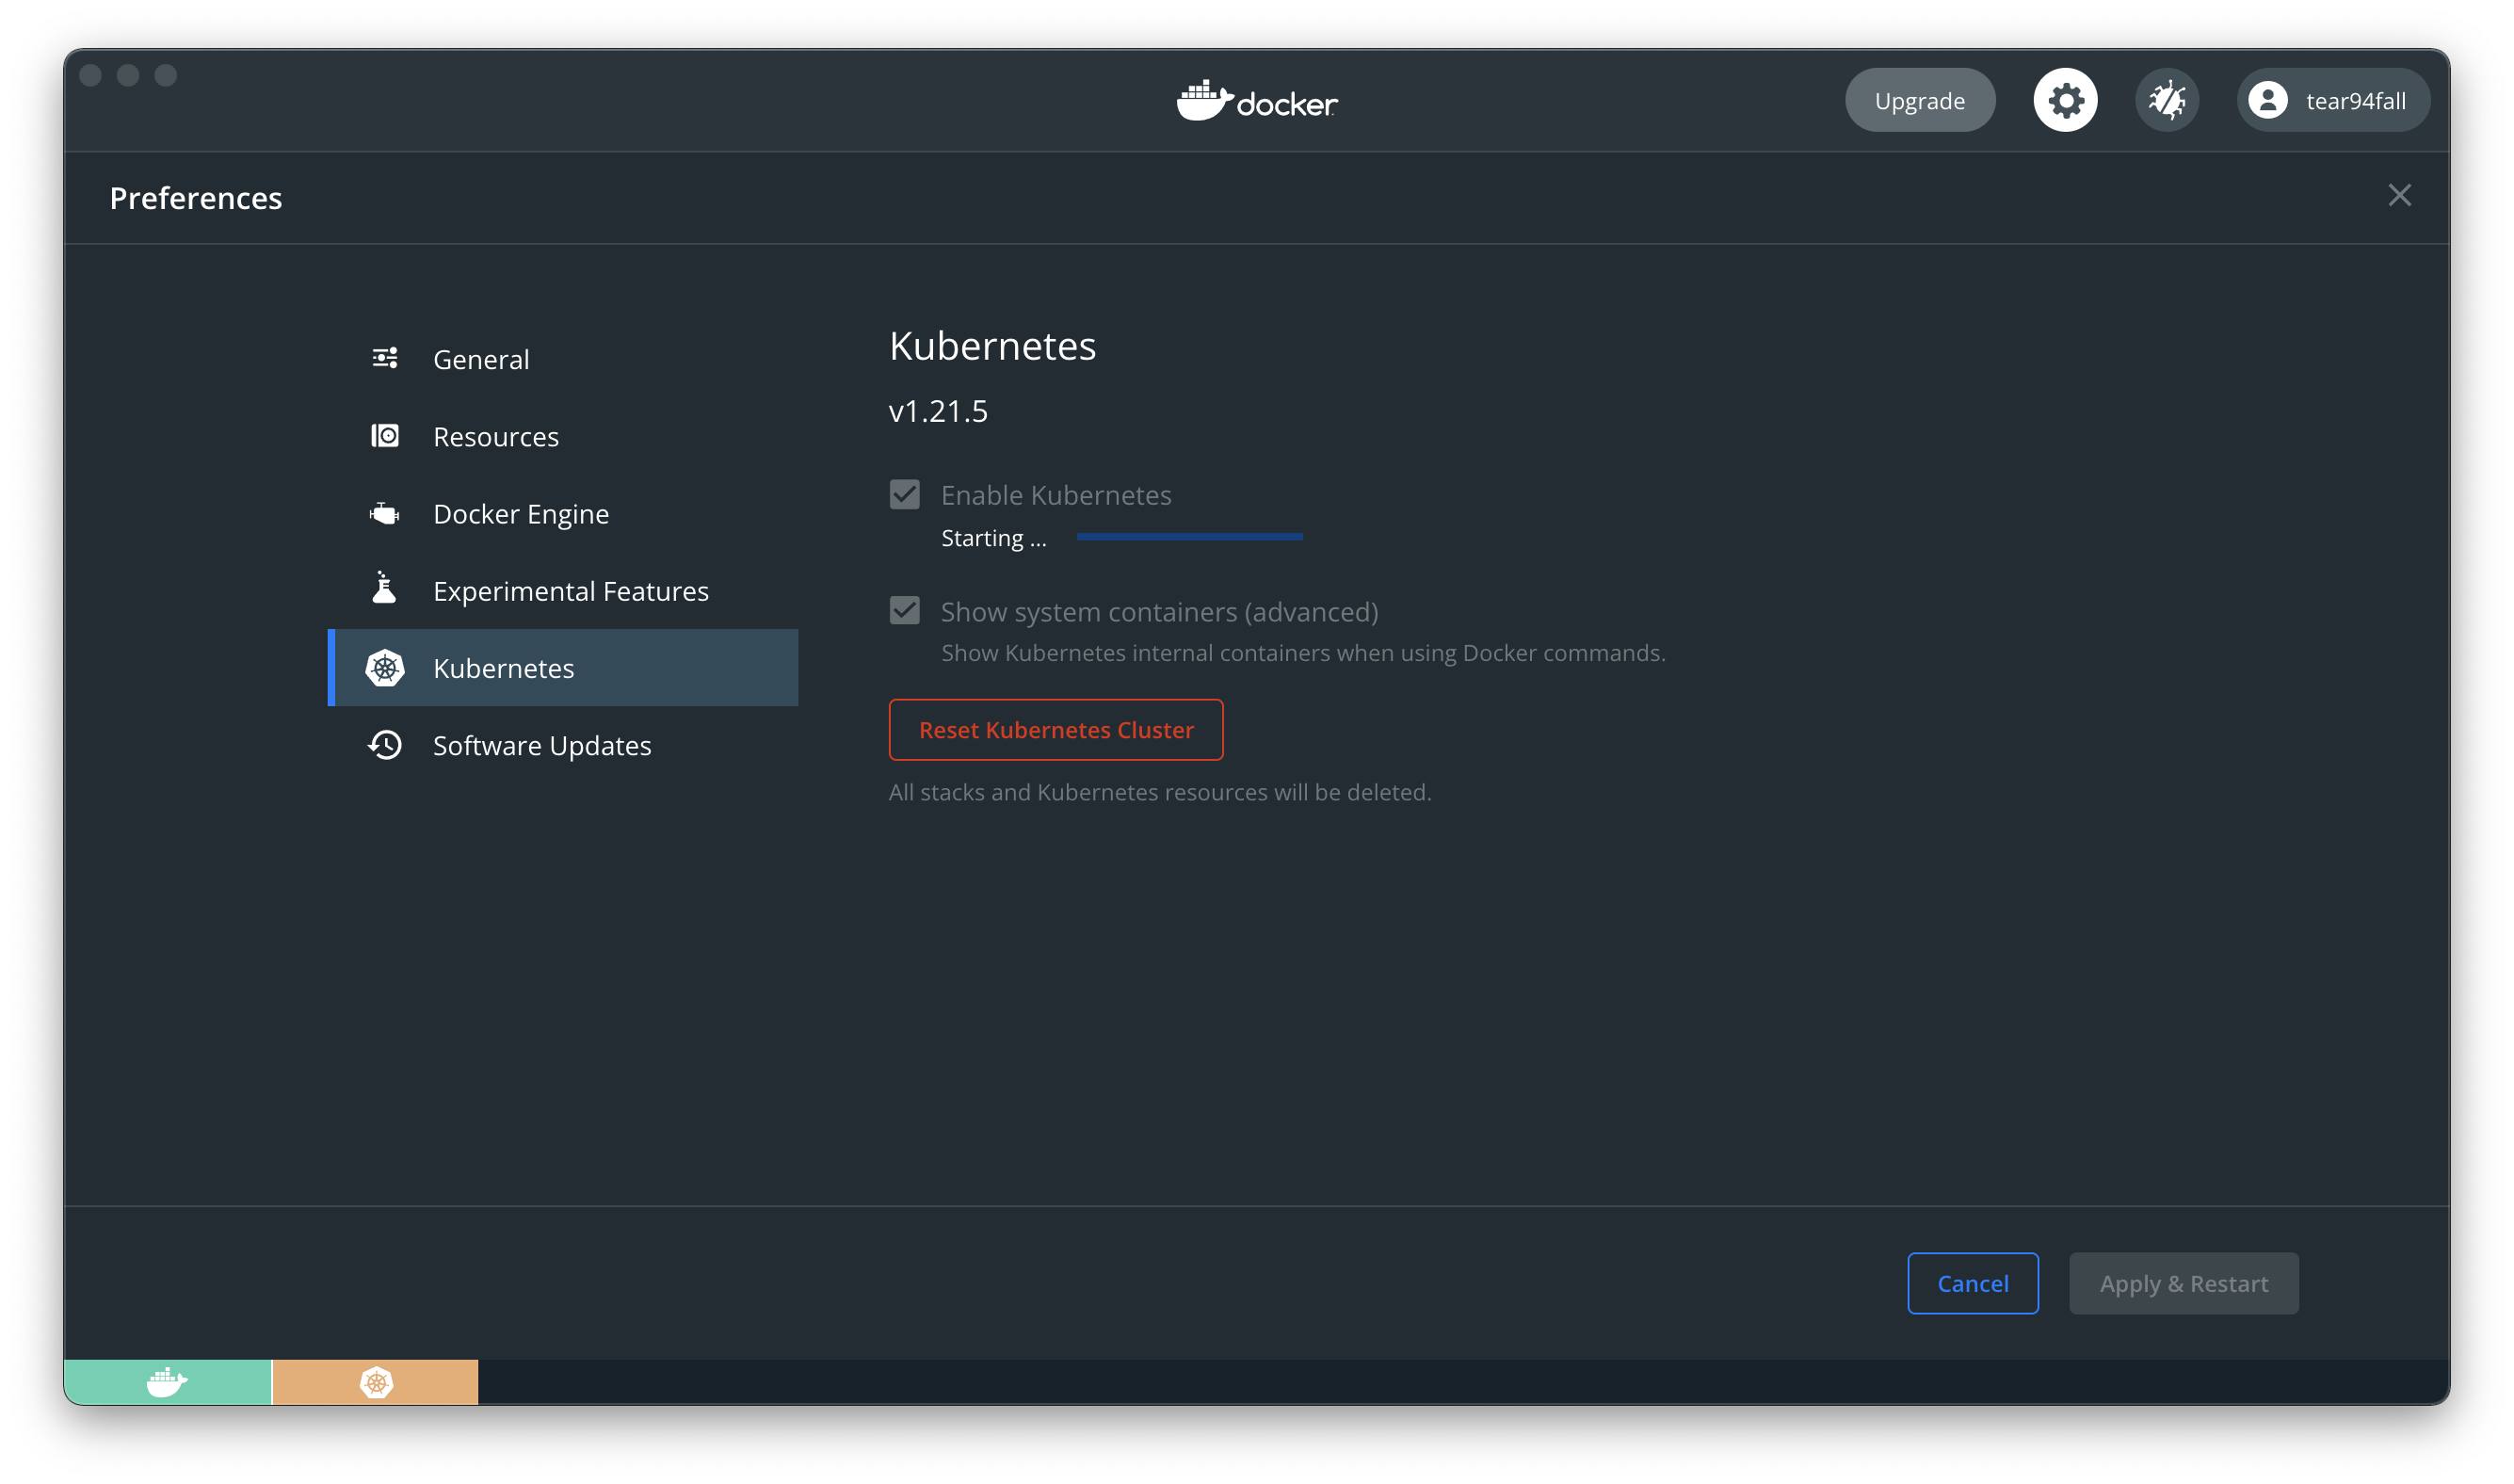 docker
Upgrade
tear94fall
Preferences
General
Resources
Docker Engine
Experimental Features
Kubernetes
Software Updates
Kubernetes
v1.21.5
Enable Kubernetes
Starting ...
Show system containers (advanced)
Show Kubernetes internal containers when using Docker commands.
Reset Kubernetes Cluster
All stacks and Kubernetes resources will be deleted.
Cancel
Apply & Restart